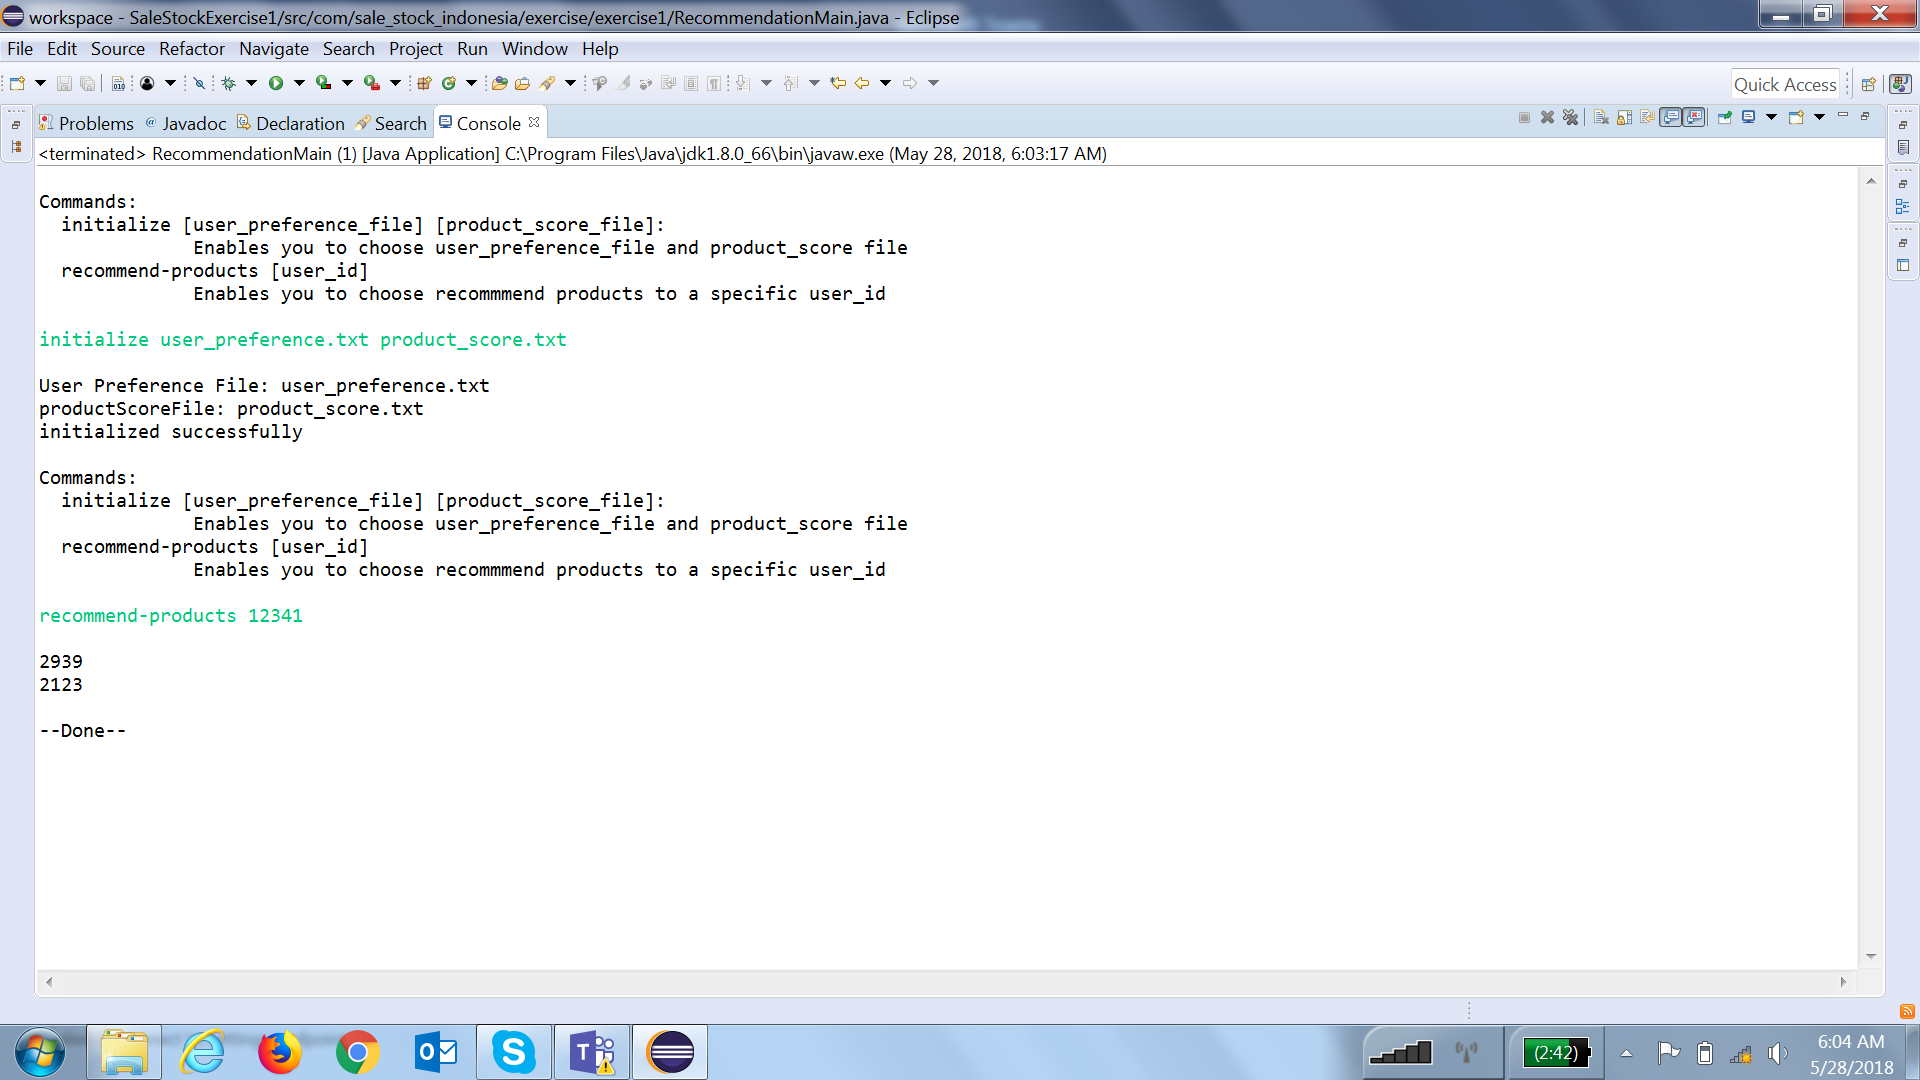 workspace - SaleStockExercise1/src/com/sale_stock_indonesia/exercise/exercise1/RecommendationMain.java - Eclipse
File Edit Source Refactor Navigate Search Project Run Window Help
Quick Access
Problems @ Javadoc Declaration Search Console
<terminated> RecommendationMain (1) [Java Application] C:\Program Files\Java\jdk1.8.0_66\bin\javaw.exe (May 28, 2018, 6:03:17 AM)
Commands:
initialize [user_preference_file] [product_score_file]:
Enables you to choose user_preference_file and product_score file
recommend-products [user_id]
Enables you to choose recommmend products to a specific user_id
initialize user_preference.txt product_score.txt
User Preference File: user_preference.txt
productScoreFile: product_score.txt
initialized successfully
Commands:
initialize [user_preference_file] [product_score_file]:
Enables you to choose user_preference_file and product_score file
recommend-products [user_id]
Enables you to choose recommmend products to a specific user_id
recommend-products 12341
2939
2123
--Done--
(2:42)
6:04 AM
5/28/2018